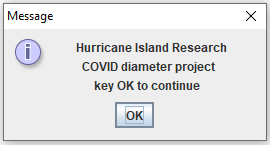 Message
Hurricane Island Research
COVID diameter project
key OK to continue
OK